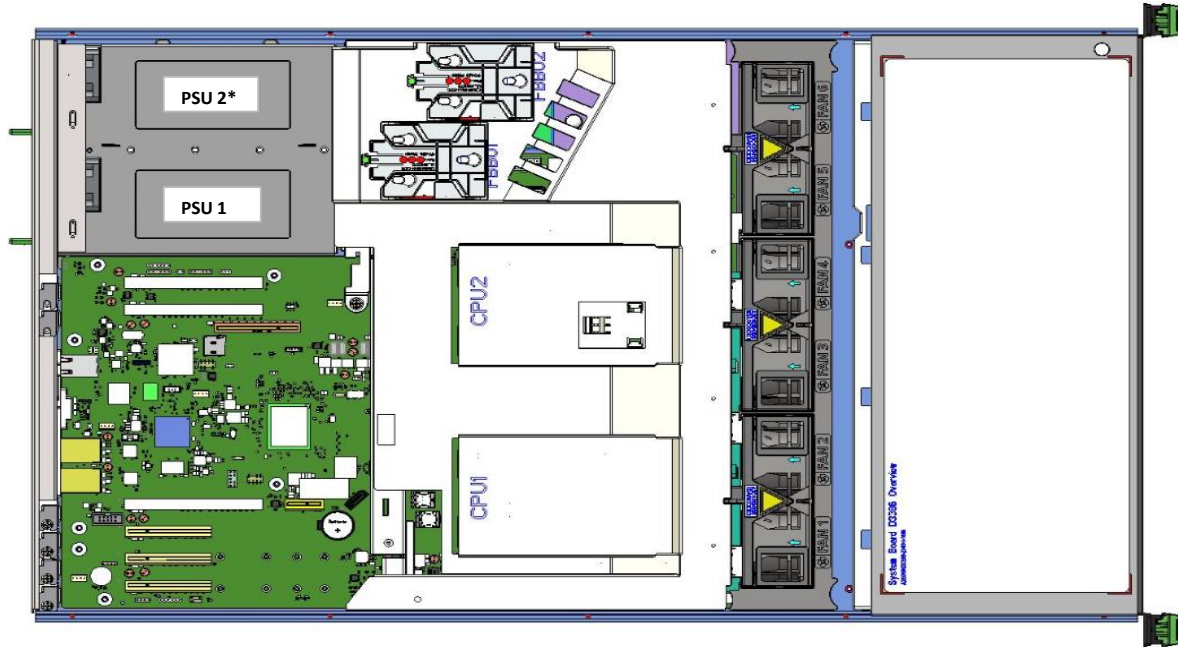 PSU 2*
PSU 1
FBBU2
FBBU1
CPU2
CPU1
FAN 6
FAN 5
FAN 4
FAN 3
FAN 2
FAN 1
System Board D3386 Overview